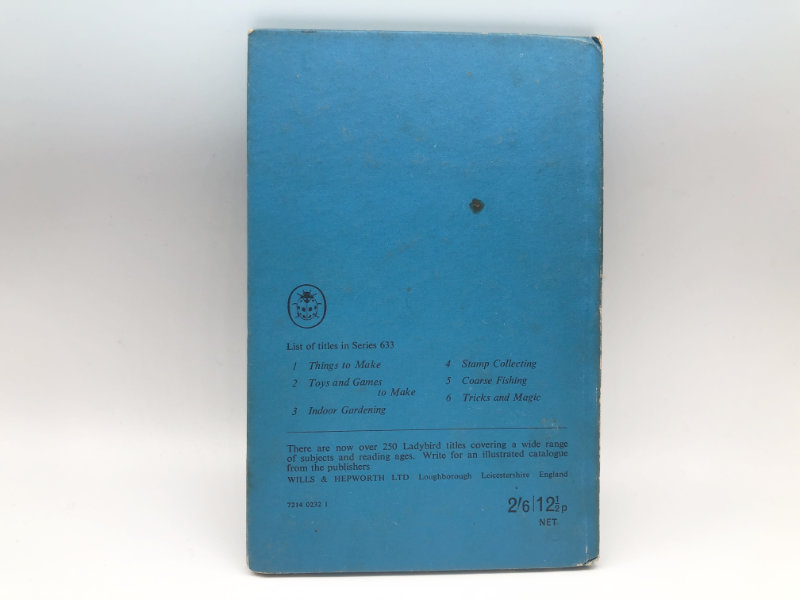 List of titles in Series 633
1 Things to Make
2 Toys and Games
to Make
3 Indoor Gardening
4 Stamp Collecting
5 Coarse Fishing
6 Tricks and Magic
There are now over 250 Ladybird titles covering a wide range
of subjects and reading ages. Write for an illustrated catalogue
from the publishers
WILLS & HEPWORTH LTD Loughborough Leicestershire England
7214 0232 1
2/6 | 12½p
NET